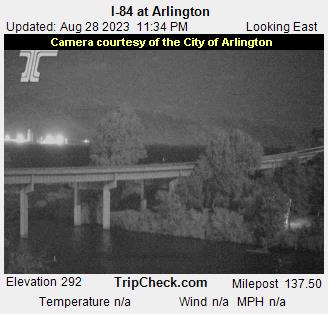 I-84 at Arlington
Updated: Aug 28 2023 11:34 PM Looking East
Camera courtesy of the City of Arlington
Elevation 292 TripCheck.com Milepost 137.50
Temperature n/a Wind n/a MPH n/a